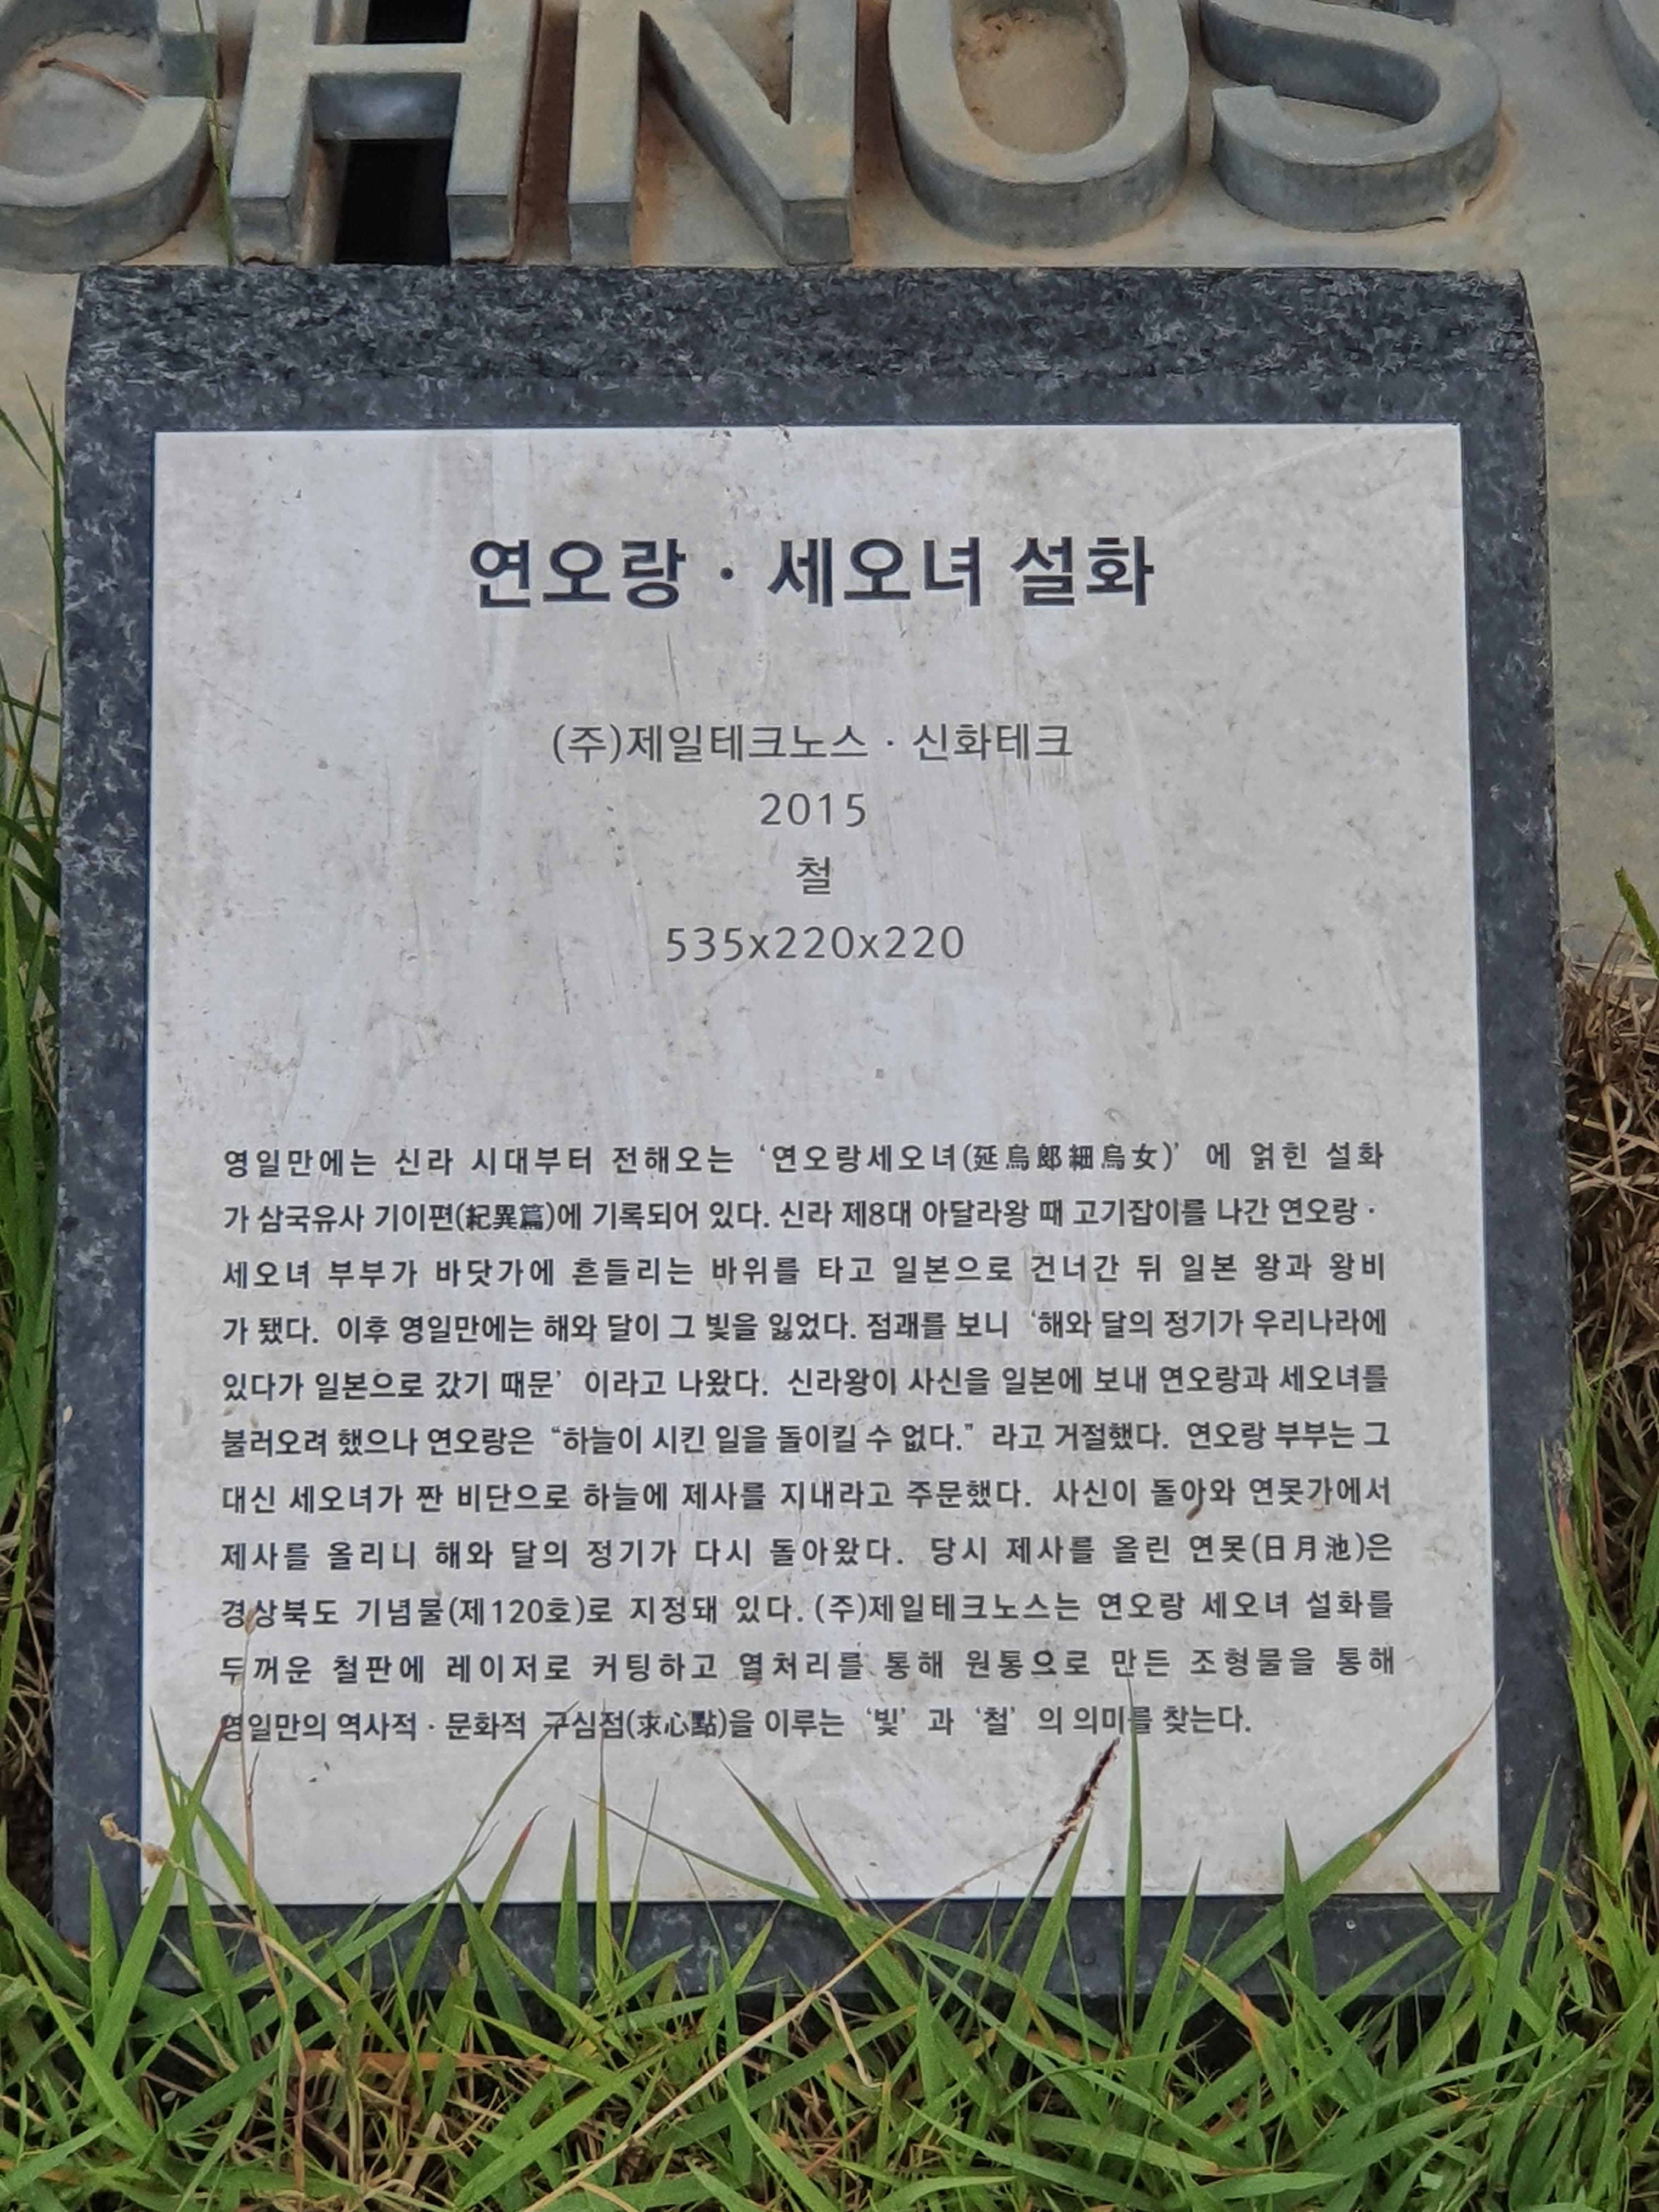 CHNOS
연오랑 · 세오녀 설화
(주)제일테크노스 · 신화테크
2015
철
535x220x220
영일만에는 신라 시대부터 전해오는 ‘연오랑세오녀(延烏郞細烏女)’ 에 얽힌 설화
가 삼국유사 기이편(紀異篇)에 기록되어 있다. 신라 제8대 아달라왕 때 고기잡이를 나간 연오랑 ·
세오녀 부부가 바닷가에 흔들리는 바위를 타고 일본으로 건너간 뒤 일본 왕과 왕비
가 됐다. 이후 영일만에는 해와 달이 그 빛을 잃었다. 점괘를 보니 ‘해와 달의 정기가 우리나라에
있다가 일본으로 갔기 때문’ 이라고 나왔다. 신라왕이 사신을 일본에 보내 연오랑과 세오녀를
불러오려 했으나 연오랑은 “하늘이 시킨 일을 돌이킬 수 없다.” 라고 거절했다. 연오랑 부부는 그
대신 세오녀가 짠 비단으로 하늘에 제사를 지내라고 주문했다. 사신이 돌아와 연못가에서
제사를 올리니 해와 달의 정기가 다시 돌아왔다. 당시 제사를 올린 연못(日月池)은
경상북도 기념물(제120호)로 지정돼 있다. (주)제일테크노스는 연오랑 세오녀 설화를
두꺼운 철판에 레이저로 커팅하고 열처리를 통해 원통으로 만든 조형물을 통해
영일만의 역사적 · 문화적 구심점(求心點)을 이루는 ‘빛’ 과 ‘철’ 의 의미를 찾는다.